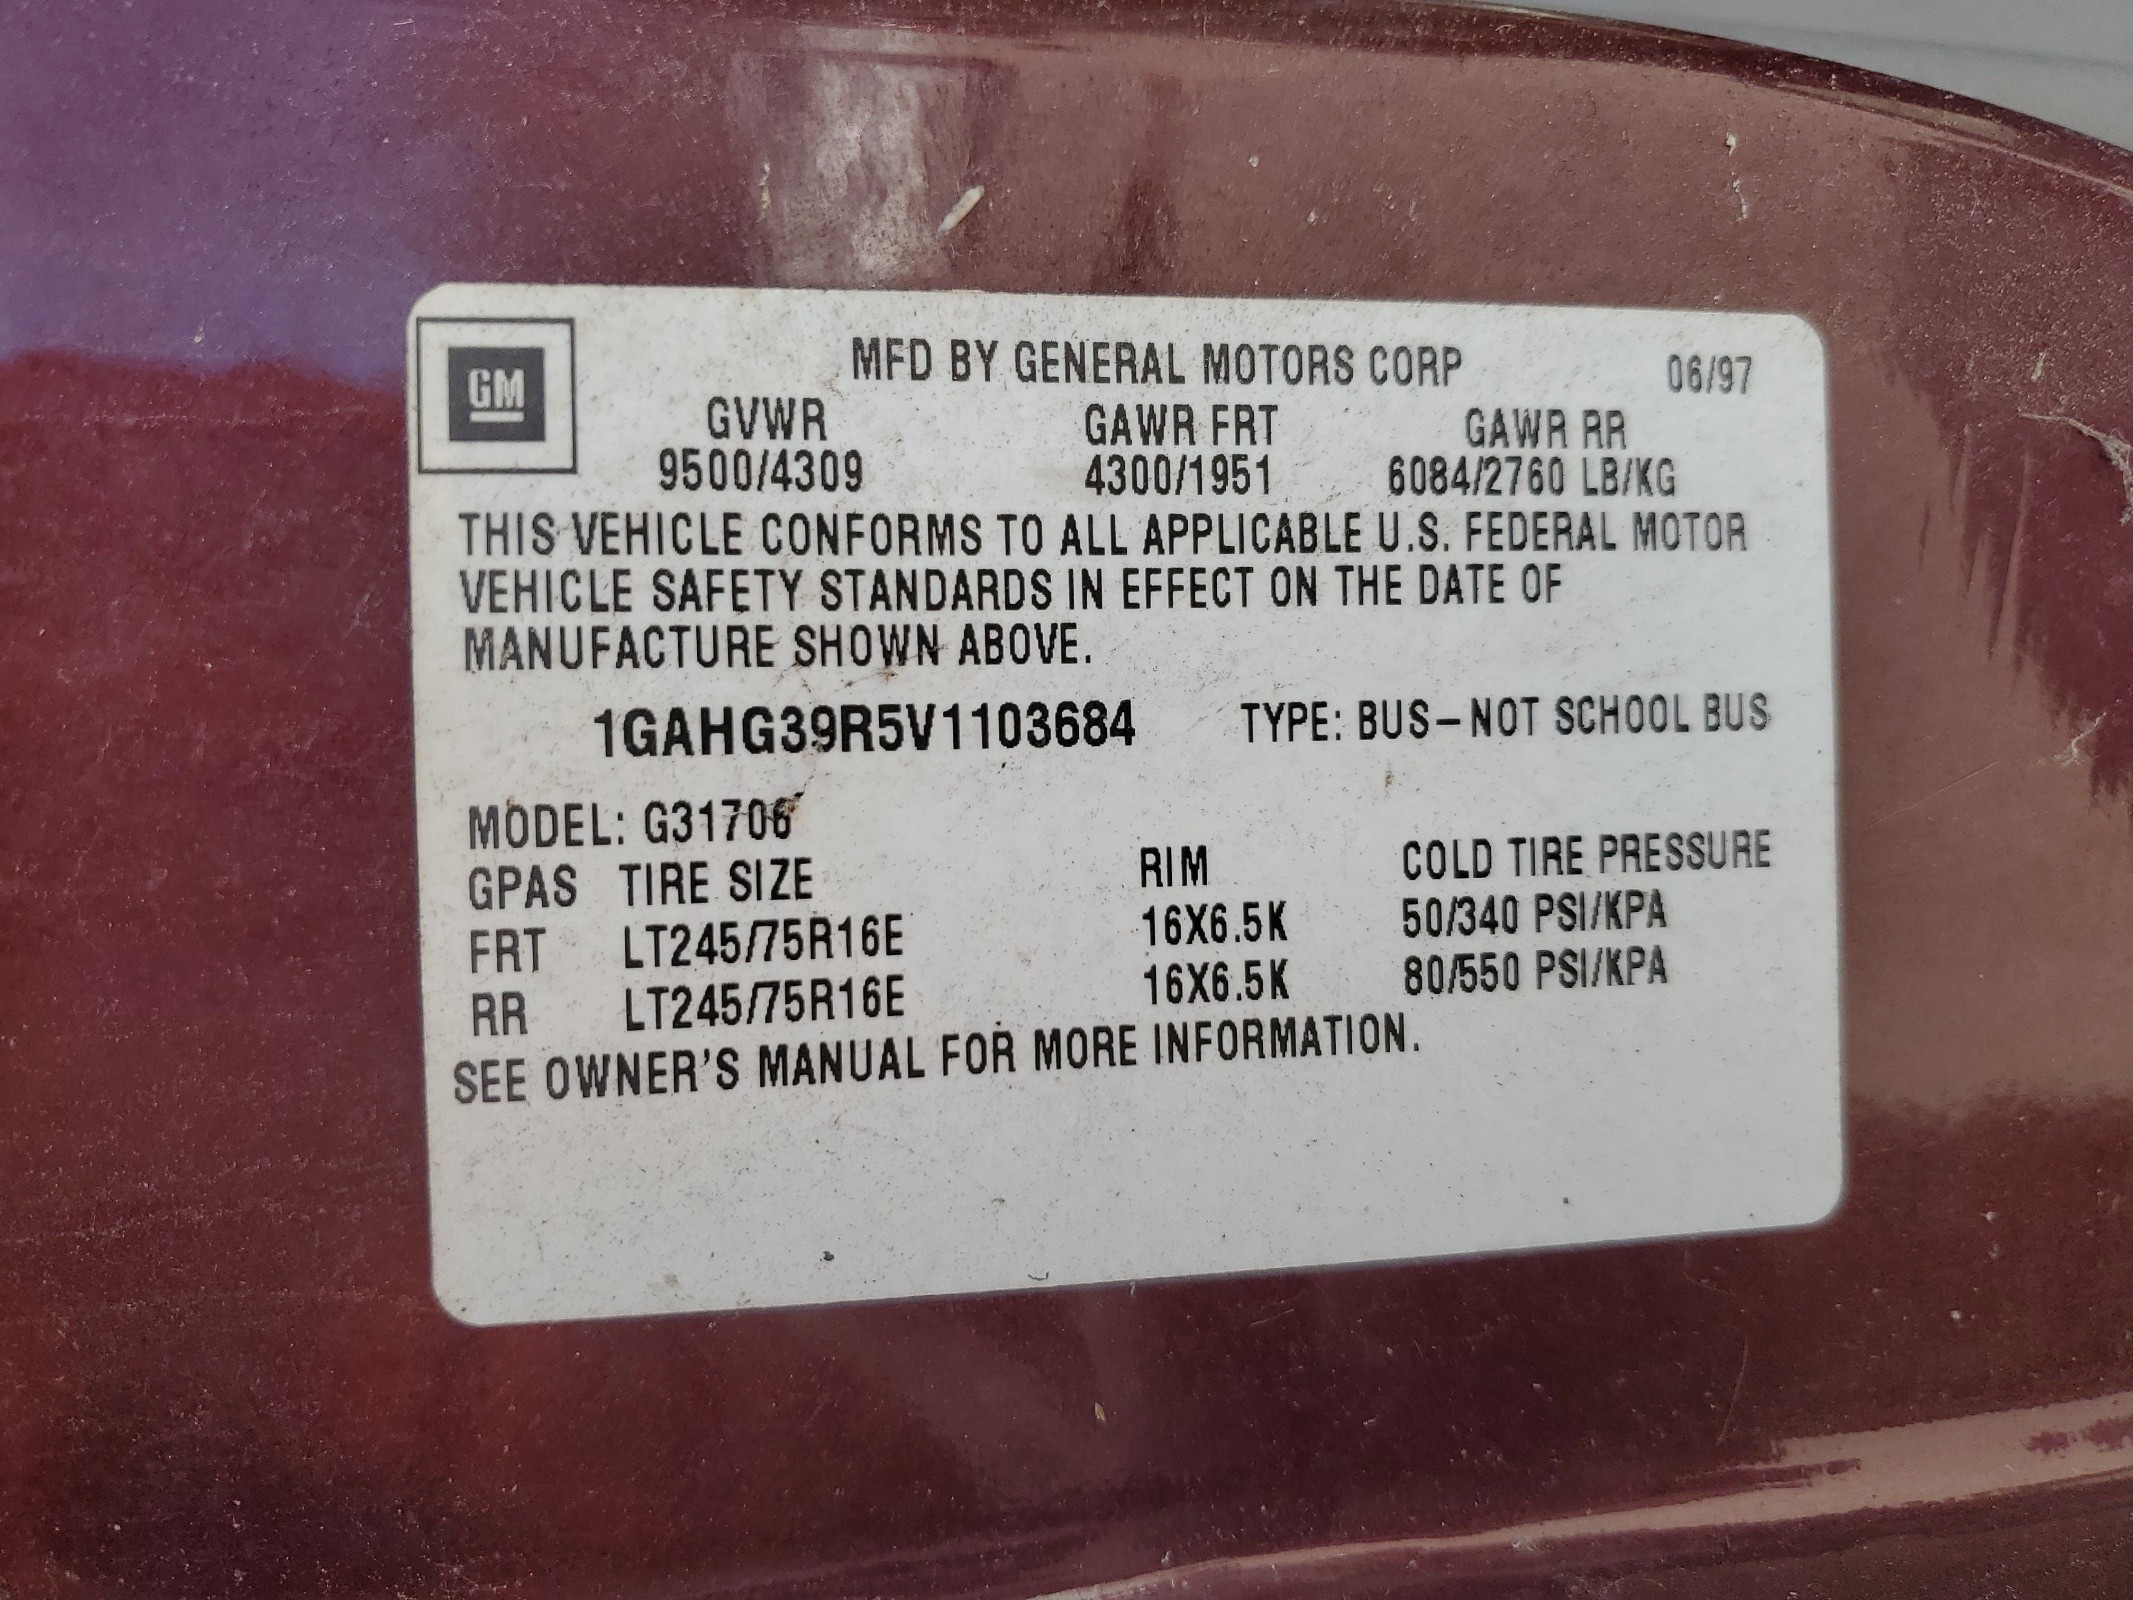 GM
MFD BY GENERAL MOTORS CORP 06/97
GVWR GAWR FRT GAWR RR
9500/4309 4300/1951 6084/2760 LB/KG
THIS VEHICLE CONFORMS TO ALL APPLICABLE U.S. FEDERAL MOTOR
VEHICLE SAFETY STANDARDS IN EFFECT ON THE DATE OF
MANUFACTURE SHOWN ABOVE.
1GAHG39R5V1103684 TYPE: BUS-NOT SCHOOL BUS
MODEL: G31706
GPAS TIRE SIZE RIM COLD TIRE PRESSURE
FRT LT245/75R16E 16X6.5K 50/340 PSI/KPA
RR LT245/75R16E 16X6.5K 80/550 PSI/KPA
SEE OWNER'S MANUAL FOR MORE INFORMATION.